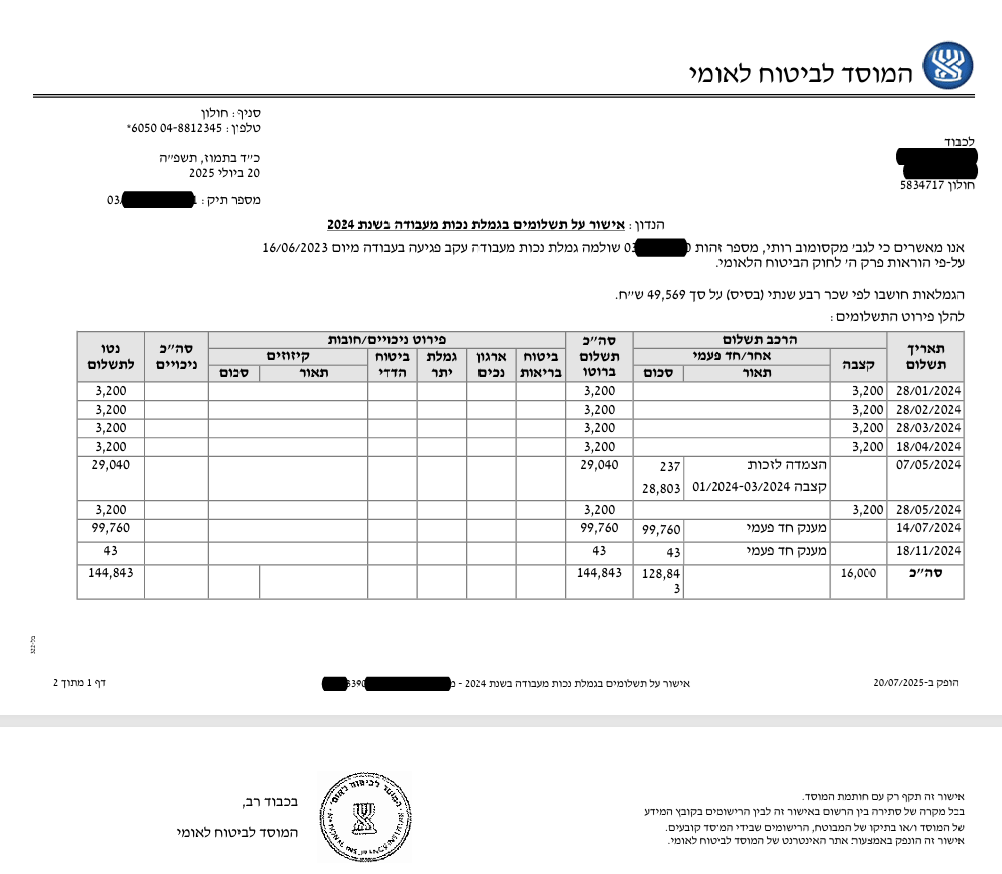 המוסד לביטוח לאומי
סניף : חולון
טלפון : 04-8812345 6050*
לכבוד
כ״ד בתמוז, תשפ״ה
20 ביולי 2025
חולון 5834717
מספר תיק : 03/ 1
הנדון : אישור על תשלומים בגמלת נכות מעבודה בשנת 2024
אנו מאשרים כי לגב׳ מקסומוב רותי, מספר זהות 03 0 שולמה גמלת נכות מעבודה עקב פגיעה בעבודה מיום 16/06/2023
על-פי הוראות פרק ה׳ לחוק הביטוח הלאומי.
הגמלאות חושבו לפי שכר רבע שנתי (בסיס) על סך 49,569 ש״ח.
להלן פירוט התשלומים :
תאריך תשלום הרכב תשלום סה״כ תשלום ברוטו פירוט ניכויים/חובות סה״כ ניכויים נטו לתשלום
קצבה אחד/חד פעמי ביטוח בריאות ארגון נכים גמלת יתר ביטוח הדדי קיזוזים
תאור סכום תאור סכום
28/01/2024 3,200 3,200 3,200
28/02/2024 3,200 3,200 3,200
28/03/2024 3,200 3,200 3,200
18/04/2024 3,200 3,200 3,200
07/05/2024 הצמדה לזכות 237 29,040 29,040
קצבה 01/2024-03/2024 28,803
28/05/2024 3,200 3,200 3,200
14/07/2024 מענק חד פעמי 99,760 99,760 99,760
18/11/2024 מענק חד פעמי 43 43 43
סה״כ 16,000 128,843 144,843 144,843
הופק ב-20/07/2025 אישור על תשלומים בגמלת נכות מעבודה בשנת 2024 - מ 3390 דף 1 מתוך 2
אישור זה תקף רק עם חותמת המוסד.
בכל מקרה של סתירה בין הרשום באישור זה לבין הרישומים בקובץ המידע
של המוסד ו/או בתיקו של המבוטח, הרישומים שבידי המוסד קובעים.
אישור זה הונפק באמצעות אתר האינטרנט של המוסד לביטוח לאומי.
בכבוד רב,
המוסד לביטוח לאומי